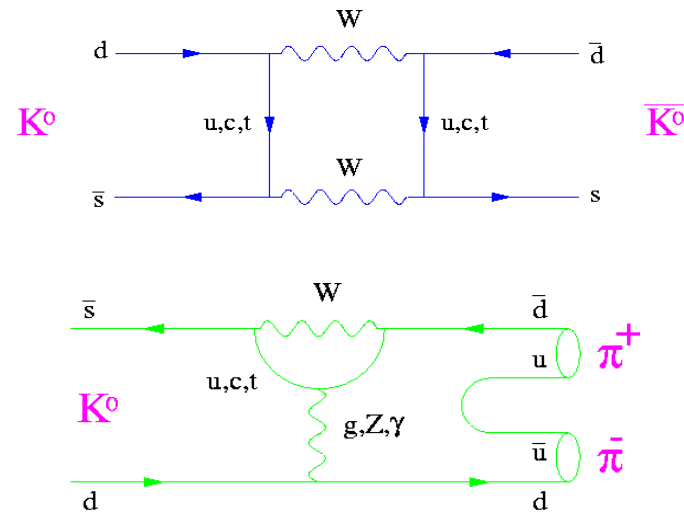 W
d d̅
u,c,t u,c,t
K⁰ K̅⁰
W
s̅ s
W
s̅ d̅
u π⁺
u,c,t
K⁰ g,Z,γ
u̅ π⁻
d d